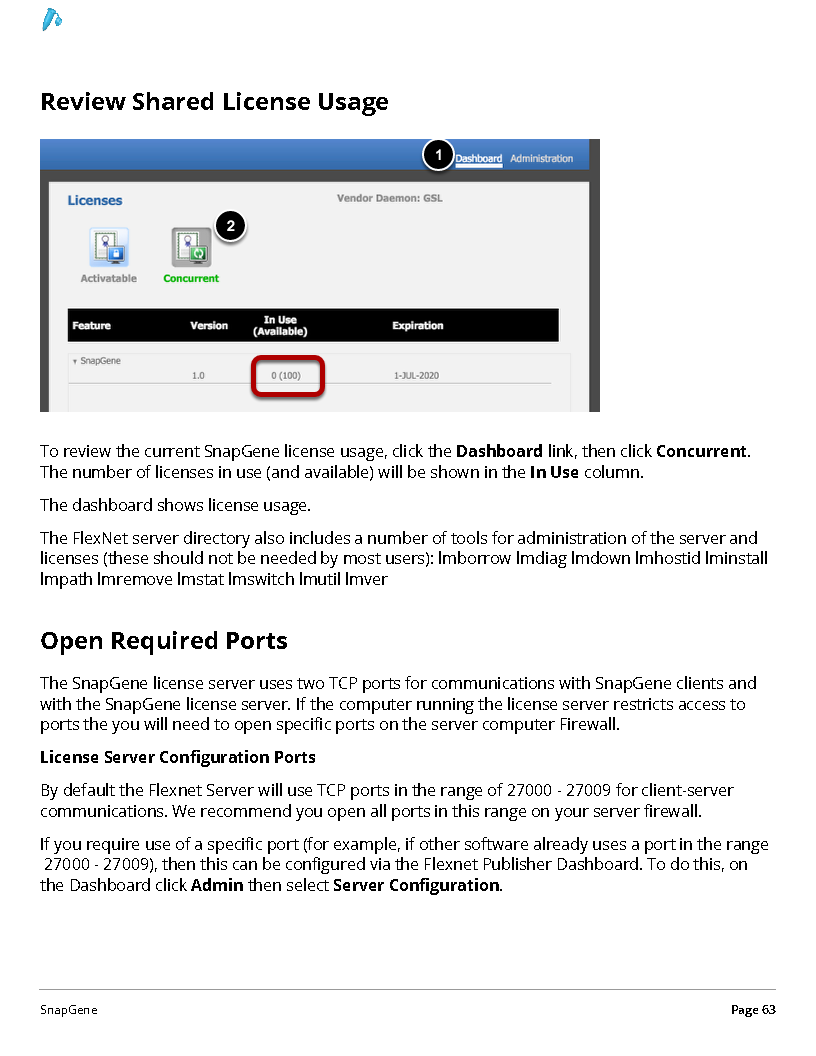 Review Shared License Usage
1
Dashboard Administration
Licenses
Vendor Daemon: GSL
2
Activatable
Concurrent
Feature Version In Use (Available) Expiration
SnapGene
1.0 0 (100) 1-JUL-2020
To review the current SnapGene license usage, click the Dashboard link, then click Concurrent.
The number of licenses in use (and available) will be shown in the In Use column.
The dashboard shows license usage.
The FlexNet server directory also includes a number of tools for administration of the server and
licenses (these should not be needed by most users): lmborrow lmdiag lmdown lmhostid lminstall
lmpath lmremove lmstat lmswitch lmutil lmver
Open Required Ports
The SnapGene license server uses two TCP ports for communications with SnapGene clients and
with the SnapGene license server. If the computer running the license server restricts access to
ports the you will need to open specific ports on the server computer Firewall.
License Server Configuration Ports
By default the Flexnet Server will use TCP ports in the range of 27000 - 27009 for client-server
communications. We recommend you open all ports in this range on your server firewall.
If you require use of a specific port (for example, if other software already uses a port in the range
27000 - 27009), then this can be configured via the Flexnet Publisher Dashboard. To do this, on
the Dashboard click Admin then select Server Configuration.
SnapGene
Page 63